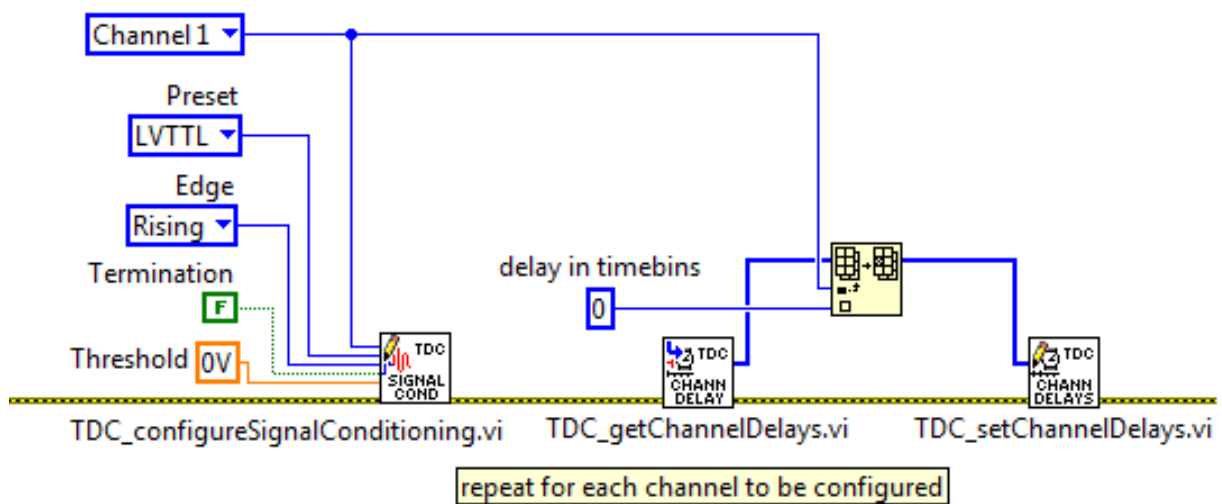 Channel 1
Preset
LVTTL
Edge
Rising
Termination
F
Threshold 0V
delay in timebins
0
TDC
SIGNAL
COND
TDC
CHANN
DELAY
TDC
CHANN
DELAYS
TDC_configureSignalConditioning.vi
TDC_getChannelDelays.vi
TDC_setChannelDelays.vi
repeat for each channel to be configured